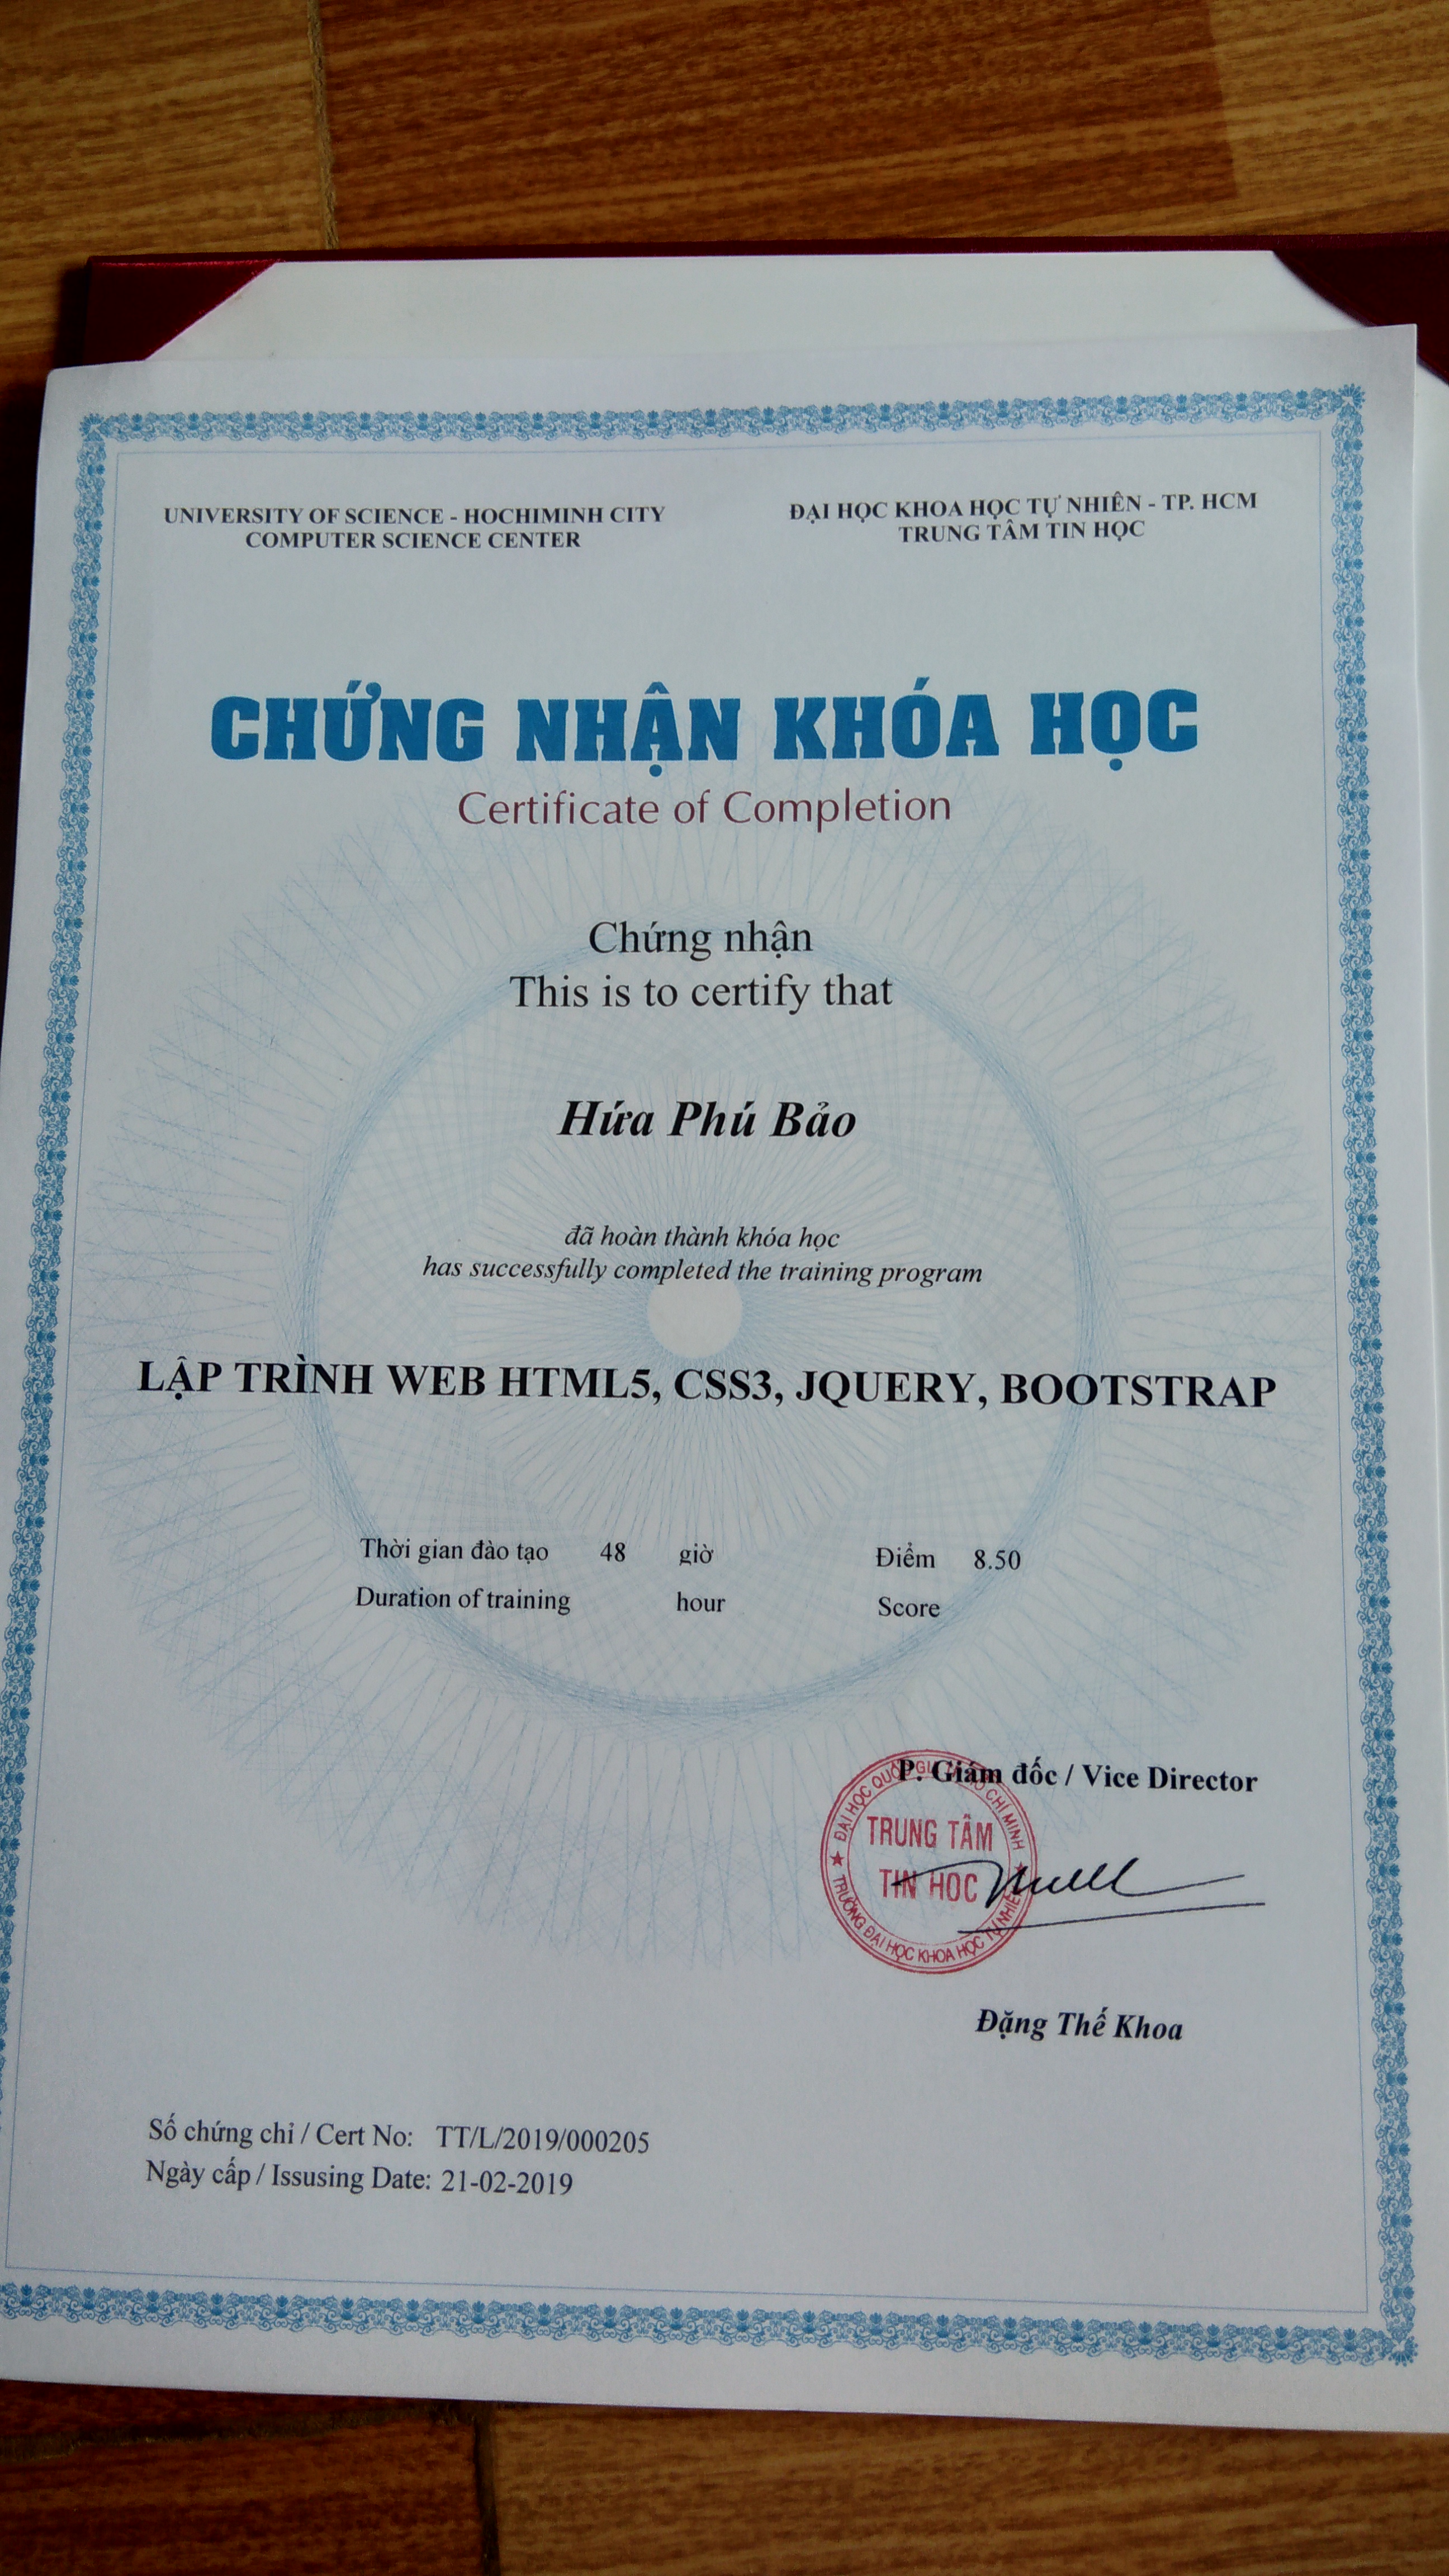 UNIVERSITY OF SCIENCE - HOCHIMINH CITY
COMPUTER SCIENCE CENTER
ĐẠI HỌC KHOA HỌC TỰ NHIÊN - TP. HCM
TRUNG TÂM TIN HỌC
CHỨNG NHẬN KHÓA HỌC
Certificate of Completion
Chứng nhận
This is to certify that
Hứa Phú Bảo
đã hoàn thành khóa học
has successfully completed the training program
LẬP TRÌNH WEB HTML5, CSS3, JQUERY, BOOTSTRAP
Thời gian đào tạo 48 giờ Điểm 8.50
Duration of training hour Score
P. Giám đốc / Vice Director
ĐẠI HỌC QUỐC GIA CHÍ MINH
TRUNG TÂM
TIN HỌC
TRƯỜNG ĐẠI HỌC KHOA HỌC TỰ NHIÊN
Đặng Thế Khoa
Số chứng chỉ / Cert No: TT/L/2019/000205
Ngày cấp / Issusing Date: 21-02-2019